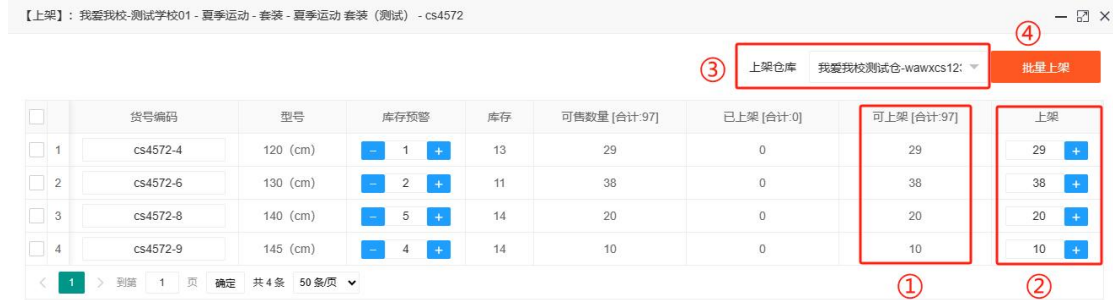 【上架】: 我爱我校-测试学校01 - 夏季运动 - 套装 - 夏季运动 套装（测试） - cs4572
④
③ 上架仓库 我爱我校测试仓-wawxcs12: 批量上架
货号编码 型号 库存预警 库存 可售数量 [合计:97] 已上架 [合计:0] 可上架 [合计:97] 上架
1 cs4572-4 120 (cm) - 1 + 13 29 0 29 29 +
2 cs4572-6 130 (cm) - 2 + 11 38 0 38 38 +
3 cs4572-8 140 (cm) - 5 + 14 20 0 20 20 +
4 cs4572-9 145 (cm) - 4 + 14 10 0 10 10 +
< 1 > 到第 1 页 确定 共 4 条 50 条/页
① ②